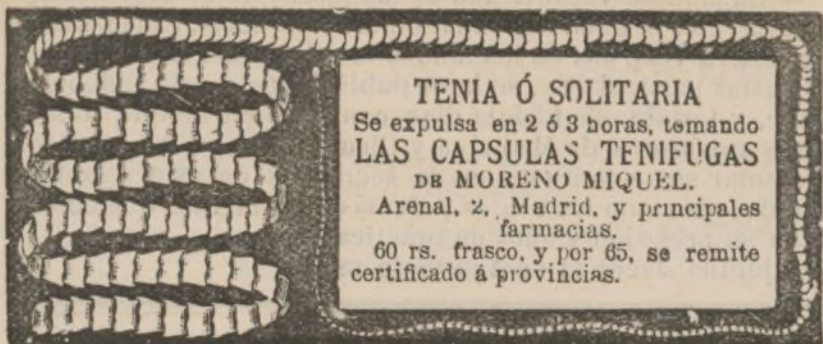 TENIA Ó SOLITARIA
Se expulsa en 2 ó 3 horas, tomando
LAS CAPSULAS TENIFUGAS
DE MORENO MIQUEL.
Arenal, 2, Madrid, y principales
farmacias.
60 rs. frasco, y por 65, se remite
certificado á provincias.